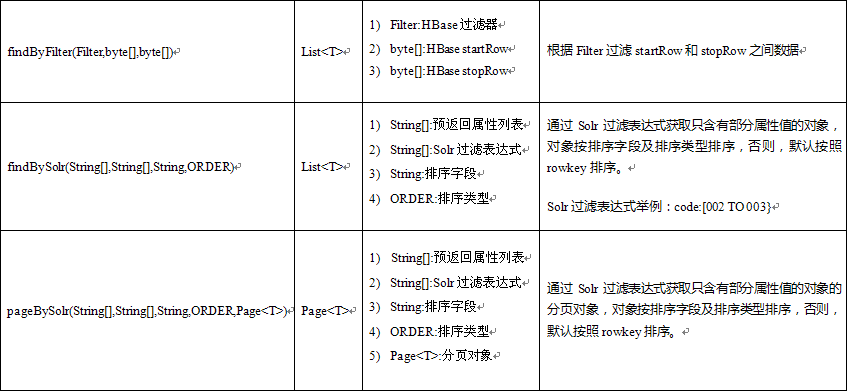 findByFilter(Filter,byte[],byte[])
List<T>
1) Filter:HBase 过滤器
2) byte[]:HBase startRow
3) byte[]:HBase stopRow
根据 Filter 过滤 startRow 和 stopRow 之间数据
findBySolr(String[],String[],String,ORDER)
List<T>
1) String[]:预返回属性列表
2) String[]:Solr 过滤表达式
3) String:排序字段
4) ORDER:排序类型
通过 Solr 过滤表达式获取只含有部分属性值的对象，
对象按排序字段及排序类型排序，否则，默认按照
rowkey 排序。
Solr 过滤表达式举例：code:[002 TO 003}
pageBySolr(String[],String[],String,ORDER,Page<T>)
Page<T>
1) String[]:预返回属性列表
2) String[]:Solr 过滤表达式
3) String:排序字段
4) ORDER:排序类型
5) Page<T>:分页对象
通过 Solr 过滤表达式获取只含有部分属性值的对象的
分页对象，对象按排序字段及排序类型排序，否则，
默认按照 rowkey 排序。